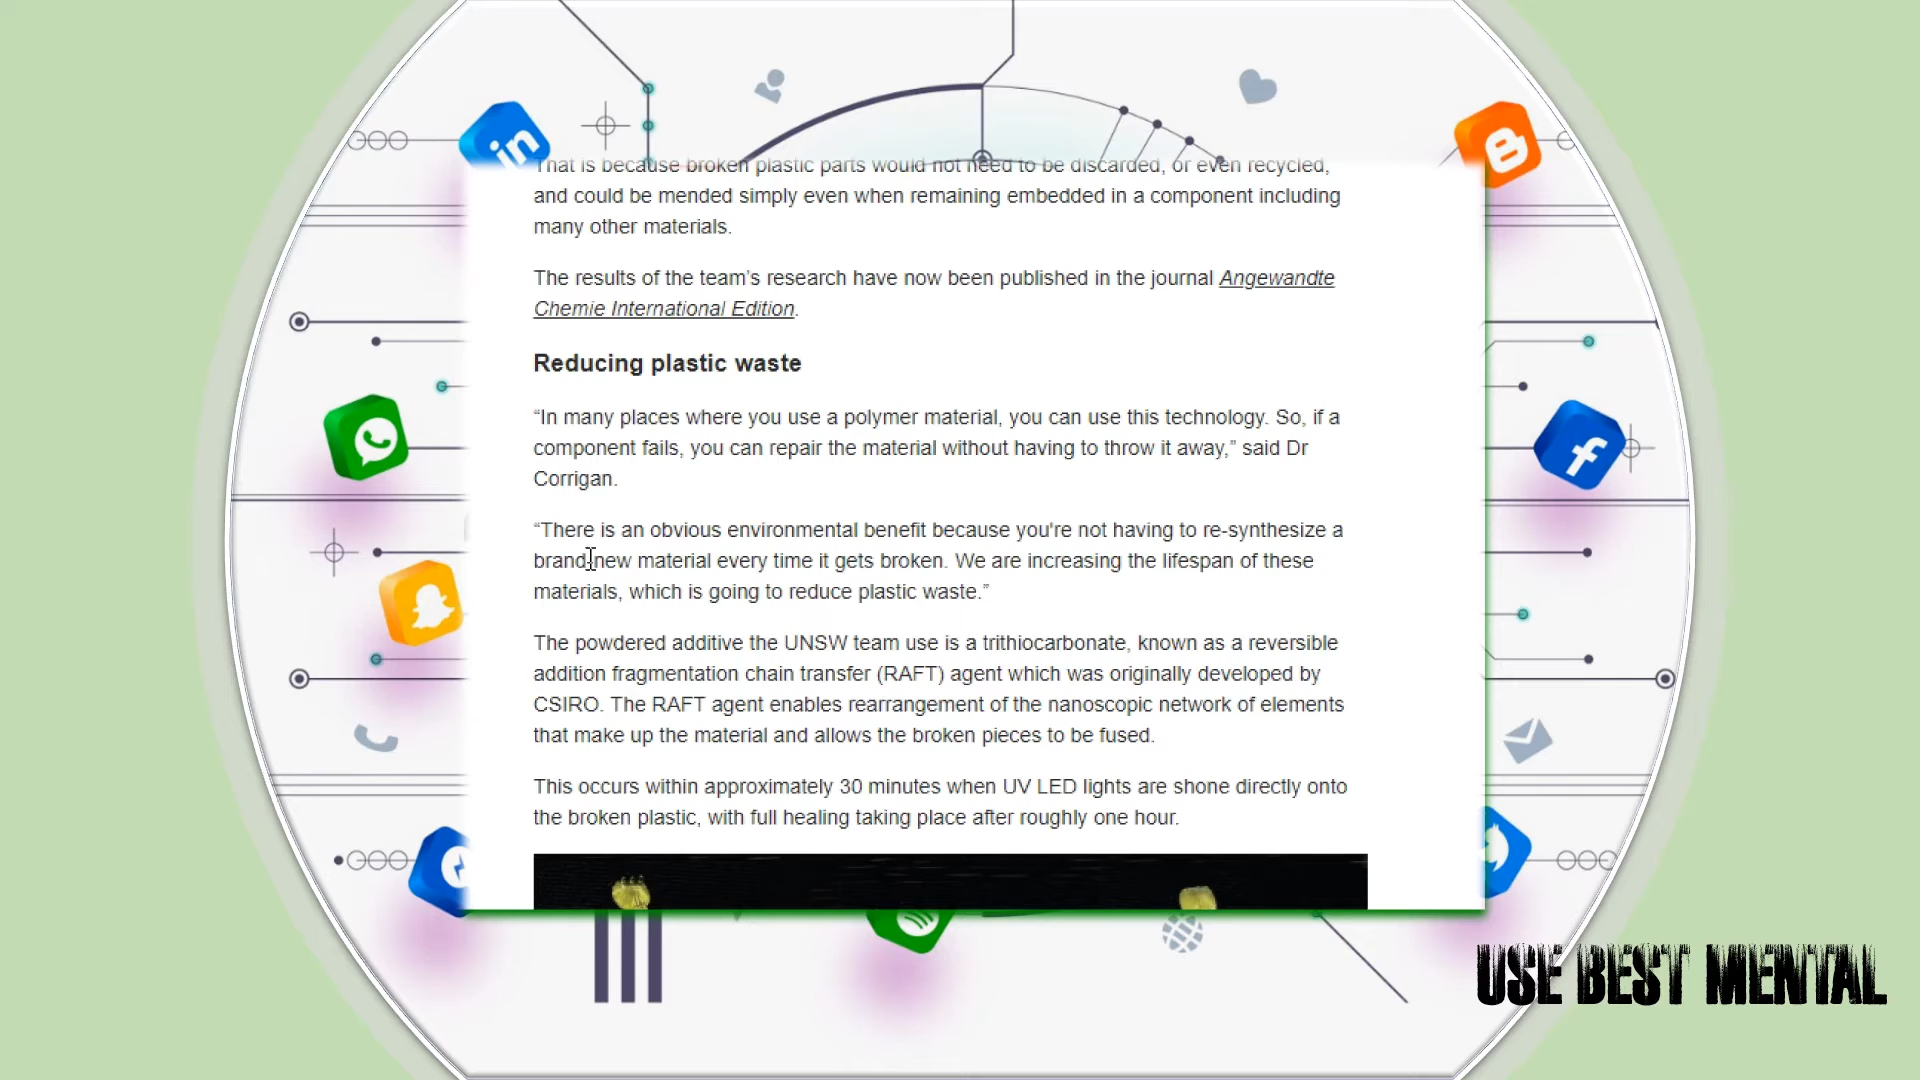 That is because broken plastic parts would not need to be discarded, or even recycled,
and could be mended simply even when remaining embedded in a component including
many other materials.
The results of the team’s research have now been published in the journal Angewandte
Chemie International Edition.
Reducing plastic waste
“In many places where you use a polymer material, you can use this technology. So, if a
component fails, you can repair the material without having to throw it away,” said Dr
Corrigan.
“There is an obvious environmental benefit because you're not having to re-synthesize a
brand new material every time it gets broken. We are increasing the lifespan of these
materials, which is going to reduce plastic waste.”
The powdered additive the UNSW team use is a trithiocarbonate, known as a reversible
addition fragmentation chain transfer (RAFT) agent which was originally developed by
CSIRO. The RAFT agent enables rearrangement of the nanoscopic network of elements
that make up the material and allows the broken pieces to be fused.
This occurs within approximately 30 minutes when UV LED lights are shone directly onto
the broken plastic, with full healing taking place after roughly one hour.
in
f
USE BEST MENTAL